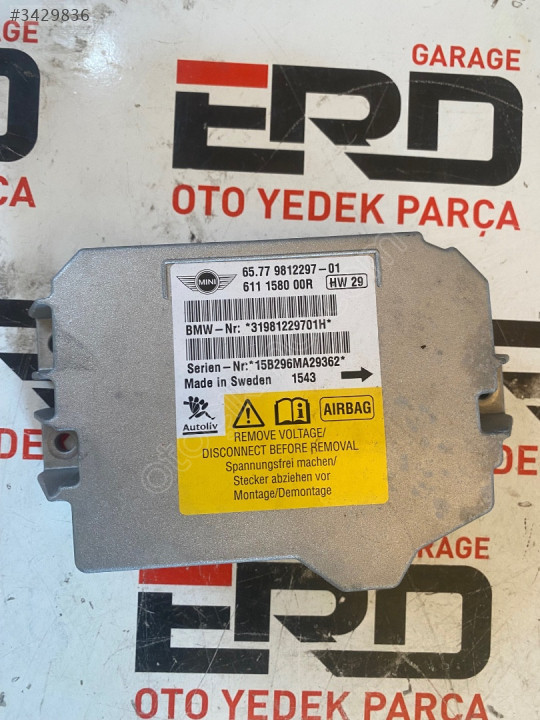 #3429836
GARAGE
ERD
OTO YEDEK PARÇA
PARÇA
MINI
65.77 9812297-01
611 1580 00R HW 29
BMW-Nr: *31981229701H*
Serien-Nr:*15B296MA29362*
Made in Sweden 1543
Autoliv
AIRBAG
REMOVE VOLTAGE/
DISCONNECT BEFORE REMOVAL
Spannungsfrei machen/
Stecker abziehen vor
Montage/Demontage
GARAGE
ERD
OTO YEDEK PARÇA